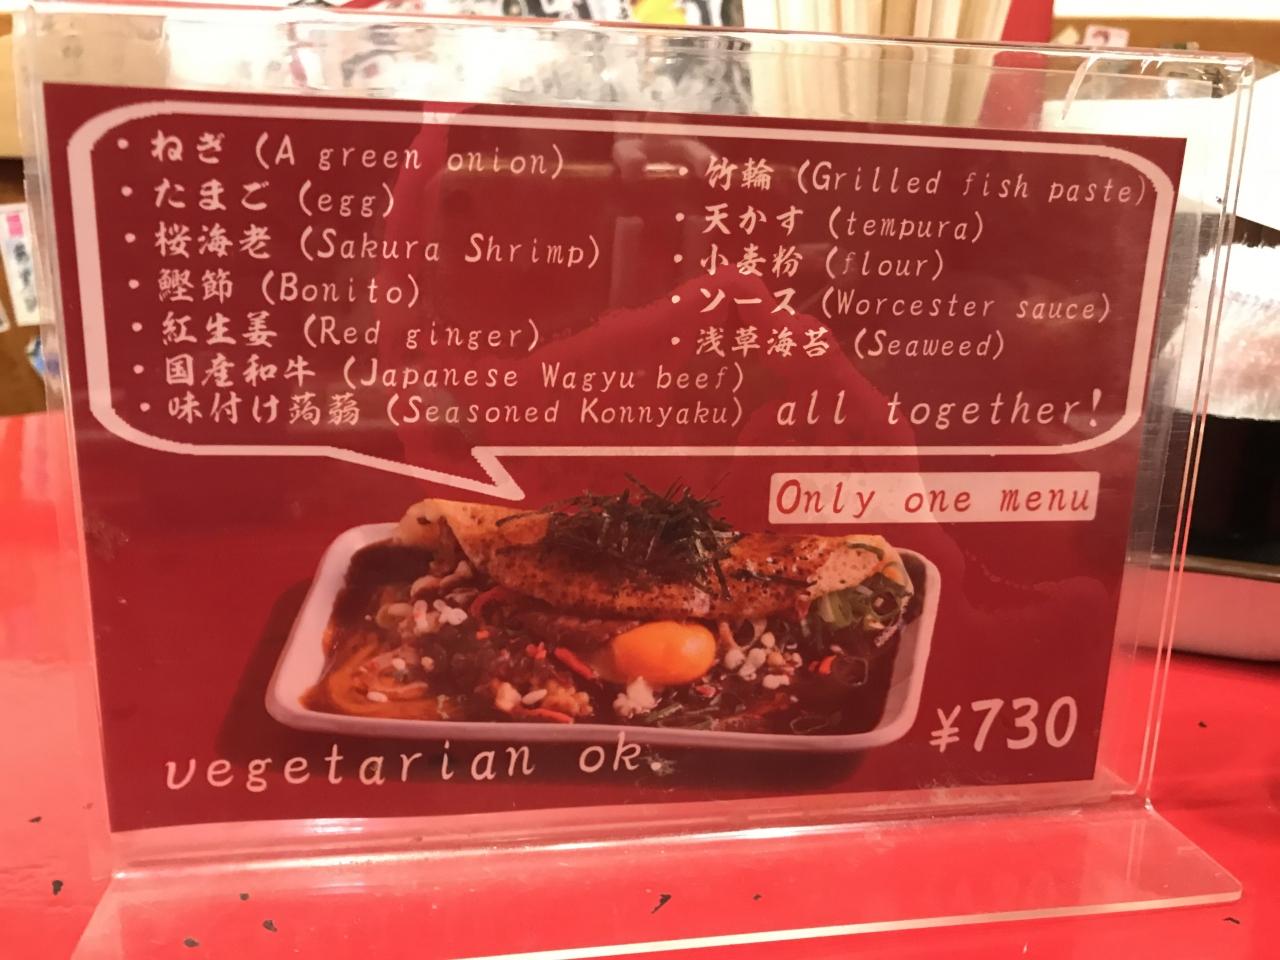 ・ねぎ (A green onion)
・たまご (egg)
・桜海老 (Sakura Shrimp)
・鰹節 (Bonito)
・紅生姜 (Red ginger)
・国産和牛 (Japanese Wagyu beef)
・味付け蒟蒻 (Seasoned Konnyaku)
・竹輪 (Grilled fish paste)
・天かす (tempura)
・小麦粉 (flour)
・ソース (Worcester sauce)
・浅草海苔 (Seaweed)
all together!
Only one menu
¥730
vegetarian ok.